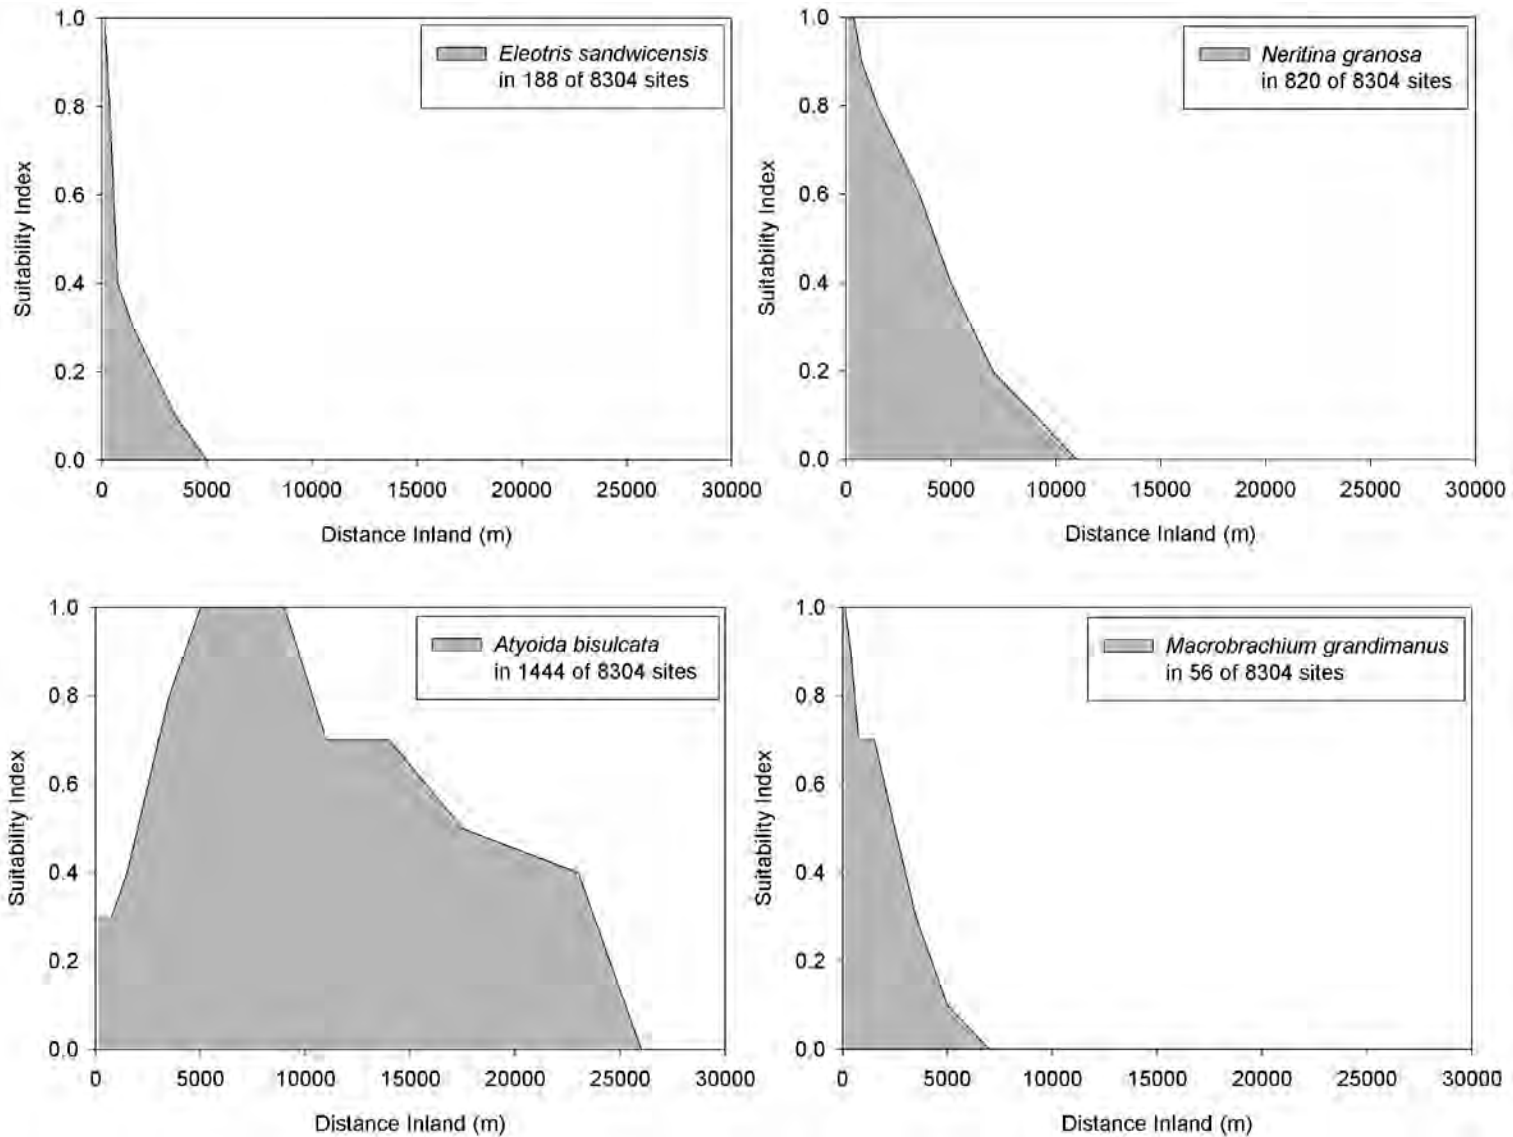 Eleotris sandwicensis
in 188 of 8304 sites
1.0
0.8
0.6
0.4
0.2
0.0
Suitability Index
0 5000 10000 15000 20000 25000 30000
Distance Inland (m)
Neritina granosa
in 820 of 8304 sites
1.0
0.8
0.6
0.4
0.2
0.0
Suitability Index
0 5000 10000 15000 20000 25000 30000
Distance Inland (m)
Atyoida bisulcata
in 1444 of 8304 sites
1.0
0.8
0.6
0.4
0.2
0.0
Suitability Index
0 5000 10000 15000 20000 25000 30000
Distance Inland (m)
Macrobrachium grandimanus
in 56 of 8304 sites
1.0
0.8
0.6
0.4
0.2
0.0
Suitability Index
0 5000 10000 15000 20000 25000 30000
Distance Inland (m)